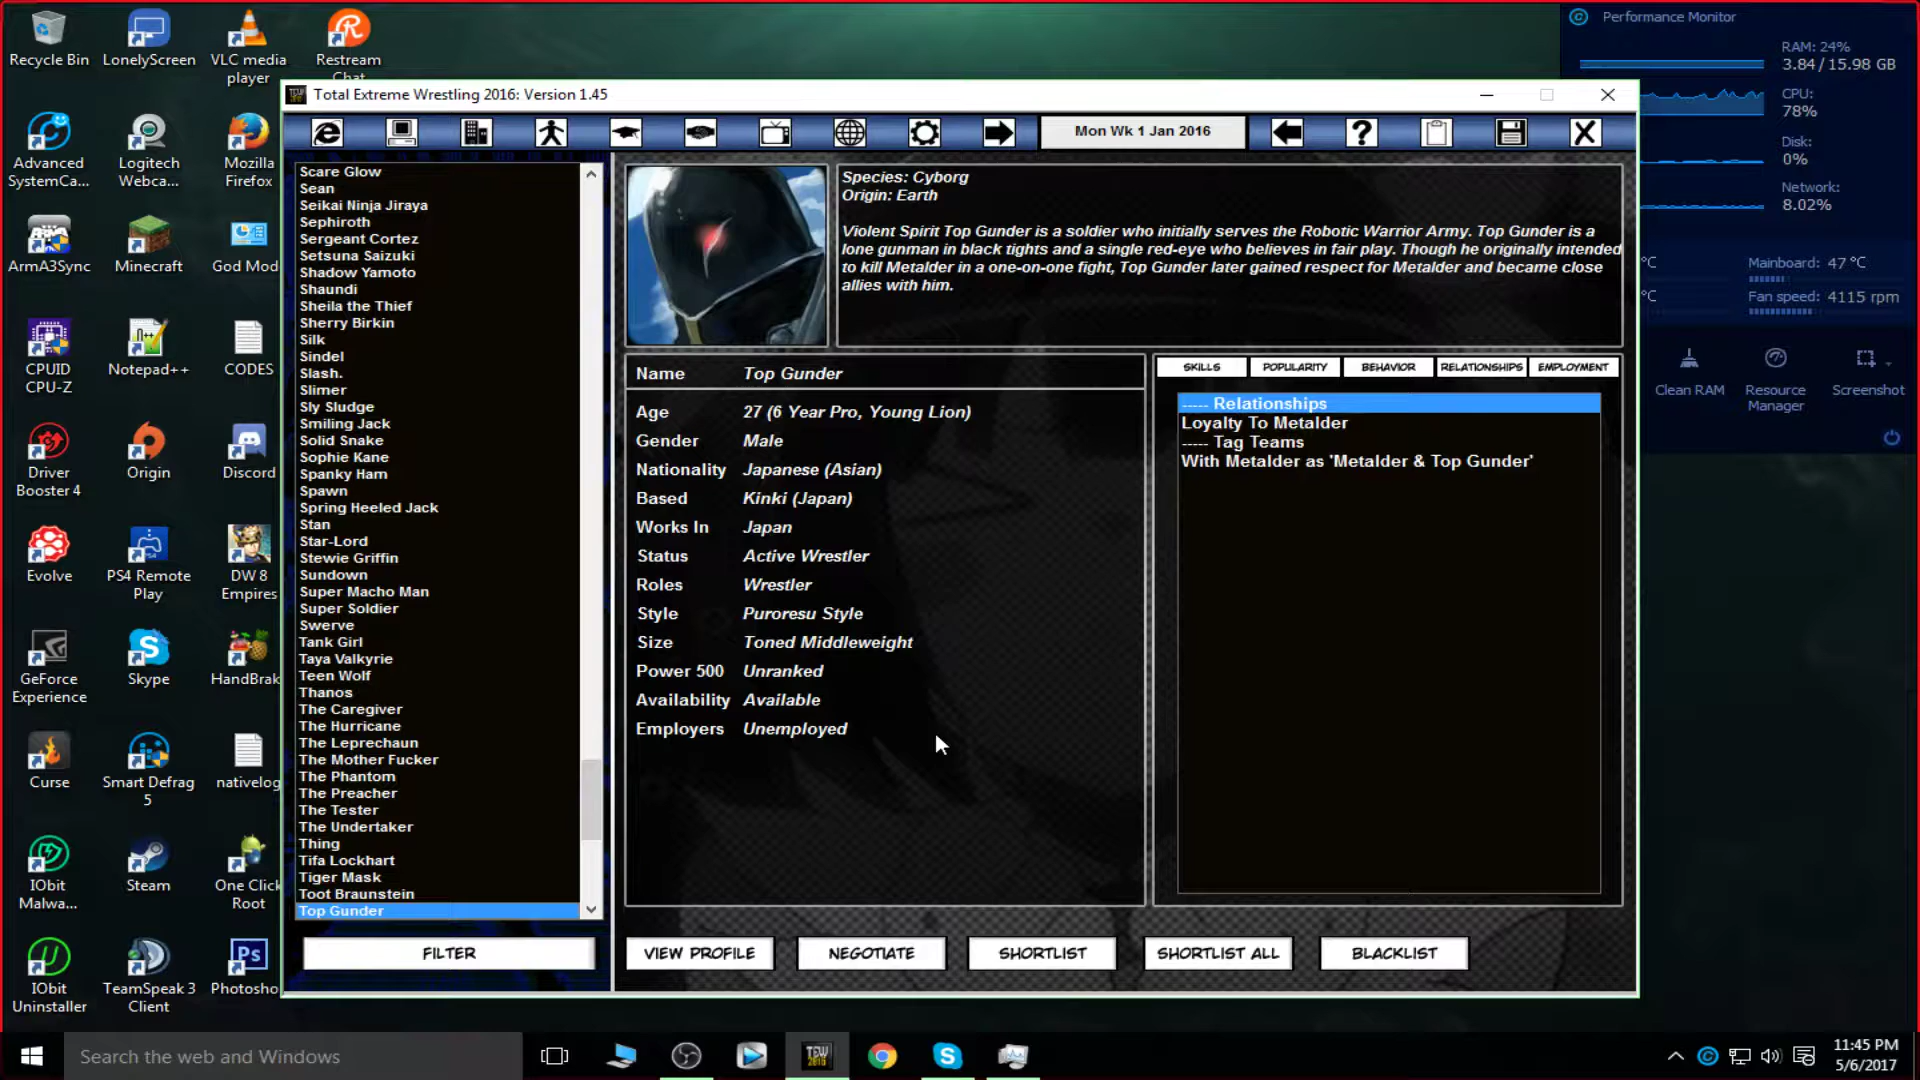 Recycle Bin
LonelyScreen
VLC media
player
Restream
Chat
Advanced
SystemCa...
Logitech
Webca...
Mozilla
Firefox
ArmA3Sync
Minecraft
God Mod
CPUID
CPU-Z
Notepad++
CODES
Driver
Booster 4
Origin
Discord
Evolve
PS4 Remote
Play
DW 8
Empires
GeForce
Experience
Skype
HandBrak
Curse
Smart Defrag
5
nativelog
IObit
Malwa...
Steam
One Click
Root
IObit
Uninstaller
TeamSpeak 3
Client
Photosho
Total Extreme Wrestling 2016: Version 1.45
Mon Wk 1 Jan 2016
Scare Glow
Sean
Seikai Ninja Jiraya
Sephiroth
Sergeant Cortez
Setsuna Saizuki
Shadow Yamoto
Shaundi
Sheila the Thief
Sherry Birkin
Silk
Sindel
Slash.
Slimer
Sly Sludge
Smiling Jack
Solid Snake
Sophie Kane
Spanky Ham
Spawn
Spring Heeled Jack
Stan
Star-Lord
Stewie Griffin
Sundown
Super Macho Man
Super Soldier
Swerve
Tank Girl
Taya Valkyrie
Teen Wolf
Thanos
The Caregiver
The Hurricane
The Leprechaun
The Mother Fucker
The Phantom
The Preacher
The Tester
The Undertaker
Thing
Tifa Lockhart
Tiger Mask
Toot Braunstein
Top Gunder
FILTER
Species: Cyborg
Origin: Earth
Violent Spirit Top Gunder is a soldier who initially serves the Robotic Warrior Army. Top Gunder is a
lone gunman in black tights and a single red-eye who believes in fair play. Though he originally intended
to kill Metalder in a one-on-one fight, Top Gunder later gained respect for Metalder and became close
allies with him.
Name Top Gunder
Age 27 (6 Year Pro, Young Lion)
Gender Male
Nationality Japanese (Asian)
Based Kinki (Japan)
Works In Japan
Status Active Wrestler
Roles Wrestler
Style Puroresu Style
Size Toned Middleweight
Power 500 Unranked
Availability Available
Employers Unemployed
SKILLS POPULARITY BEHAVIOR RELATIONSHIPS EMPLOYMENT
----- Relationships
Loyalty To Metalder
----- Tag Teams
With Metalder as 'Metalder & Top Gunder'
VIEW PROFILE NEGOTIATE SHORTLIST SHORTLIST ALL BLACKLIST
Performance Monitor
RAM: 24%
3.84 / 15.98 GB
CPU:
78%
Disk:
0%
Network:
8.02%
°C
Mainboard: 47 °C
°C
Fan speed: 4115 rpm
Clean RAM
Resource
Manager
Screenshot
Search the web and Windows
11:45 PM
5/6/2017